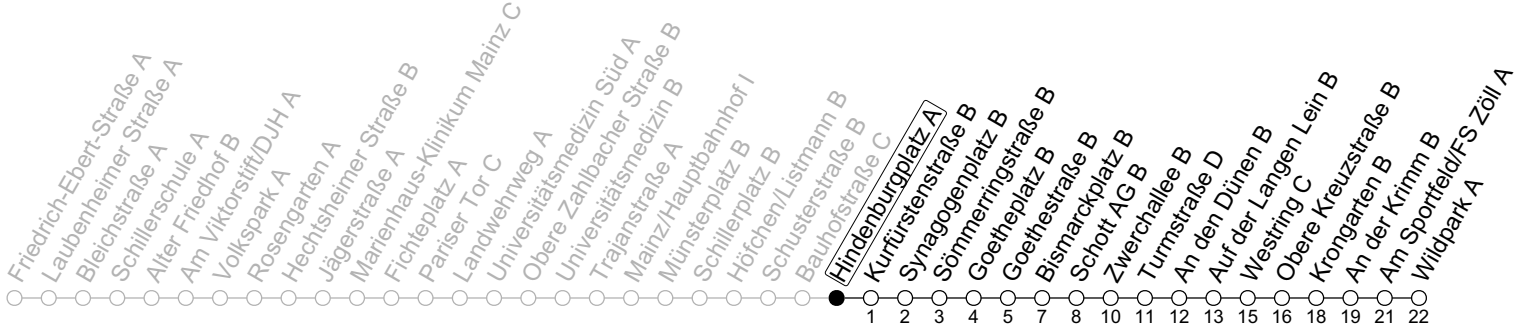 Friedrich-Ebert-Straße A
Laubenheimer Straße A
Bleichstraße A
Schillerschule A
Alter Friedhof B
Am Viktorstift/DJH A
Volkspark A
Rosengarten A
Hechtsheimer Straße B
Jägerstraße A
Marienhaus-Klinikum Mainz C
Fichteplatz A
Pariser Tor C
Landwehrweg A
Universitätsmedizin Süd A
Obere Zahlbacher Straße B
Universitätsmedizin B
Trajanstraße A
Mainz/Hauptbahnhof I
Münsterplatz B
Schillerplatz B
Höfchen/Listmann B
Schusterstraße B
Bauhofstraße C
Hindenburgplatz A
Kurfürstenstraße B
Synagogenplatz B
Sömmerringstraße B
Goetheplatz B
Goethestraße B
Bismarckplatz B
Schott AG B
Zwerchallee B
Turmstraße D
An den Dünen B
Auf der Langen Lein B
Westring C
Obere Kreuzstraße B
Krongarten B
An der Krimm B
Am Sportfeld/FS Zöll A
Wildpark A
1 2 3 4 5 7 8 10 11 12 13 15 16 18 19 21 22